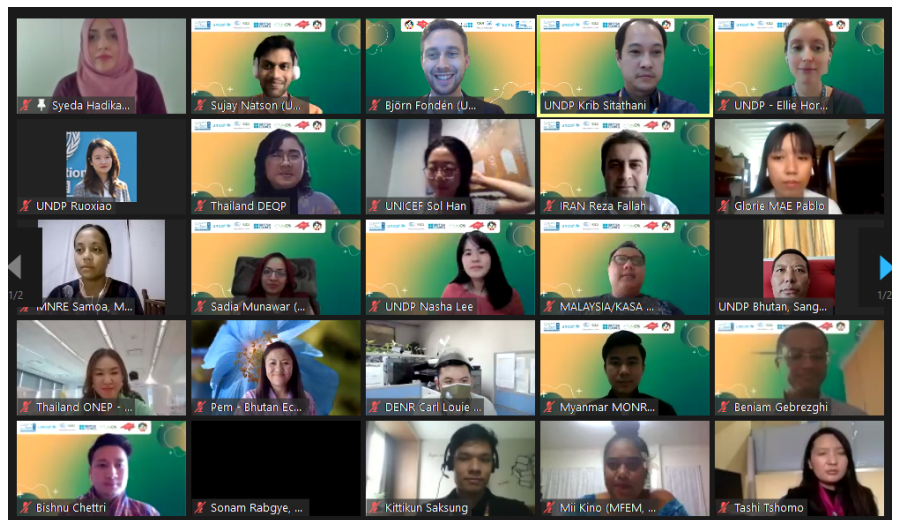 Syeda Hadika...
Sujay Natson (U...
Björn Fondén (U...
UNDP Krib Sitathani
UNDP - Ellie Hor...
UNDP Ruoxiao
Thailand DEQP
UNICEF Sol Han
IRAN Reza Fallah
Glorie MAE Pablo
MNRE Samoa, M...
Sadia Munawar (...
UNDP Nasha Lee
MALAYSIA/KASA ...
UNDP Bhutan, Sang...
1/2
1/2
Thailand ONEP - ...
Pem - Bhutan Ec...
DENR Carl Louie ...
Myanmar MONR...
Beniam Gebrezghi
Bishnu Chettri
Sonam Rabgye, ...
Kittikun Saksung
Mii Kino (MFEM, ...
Tashi Tshomo